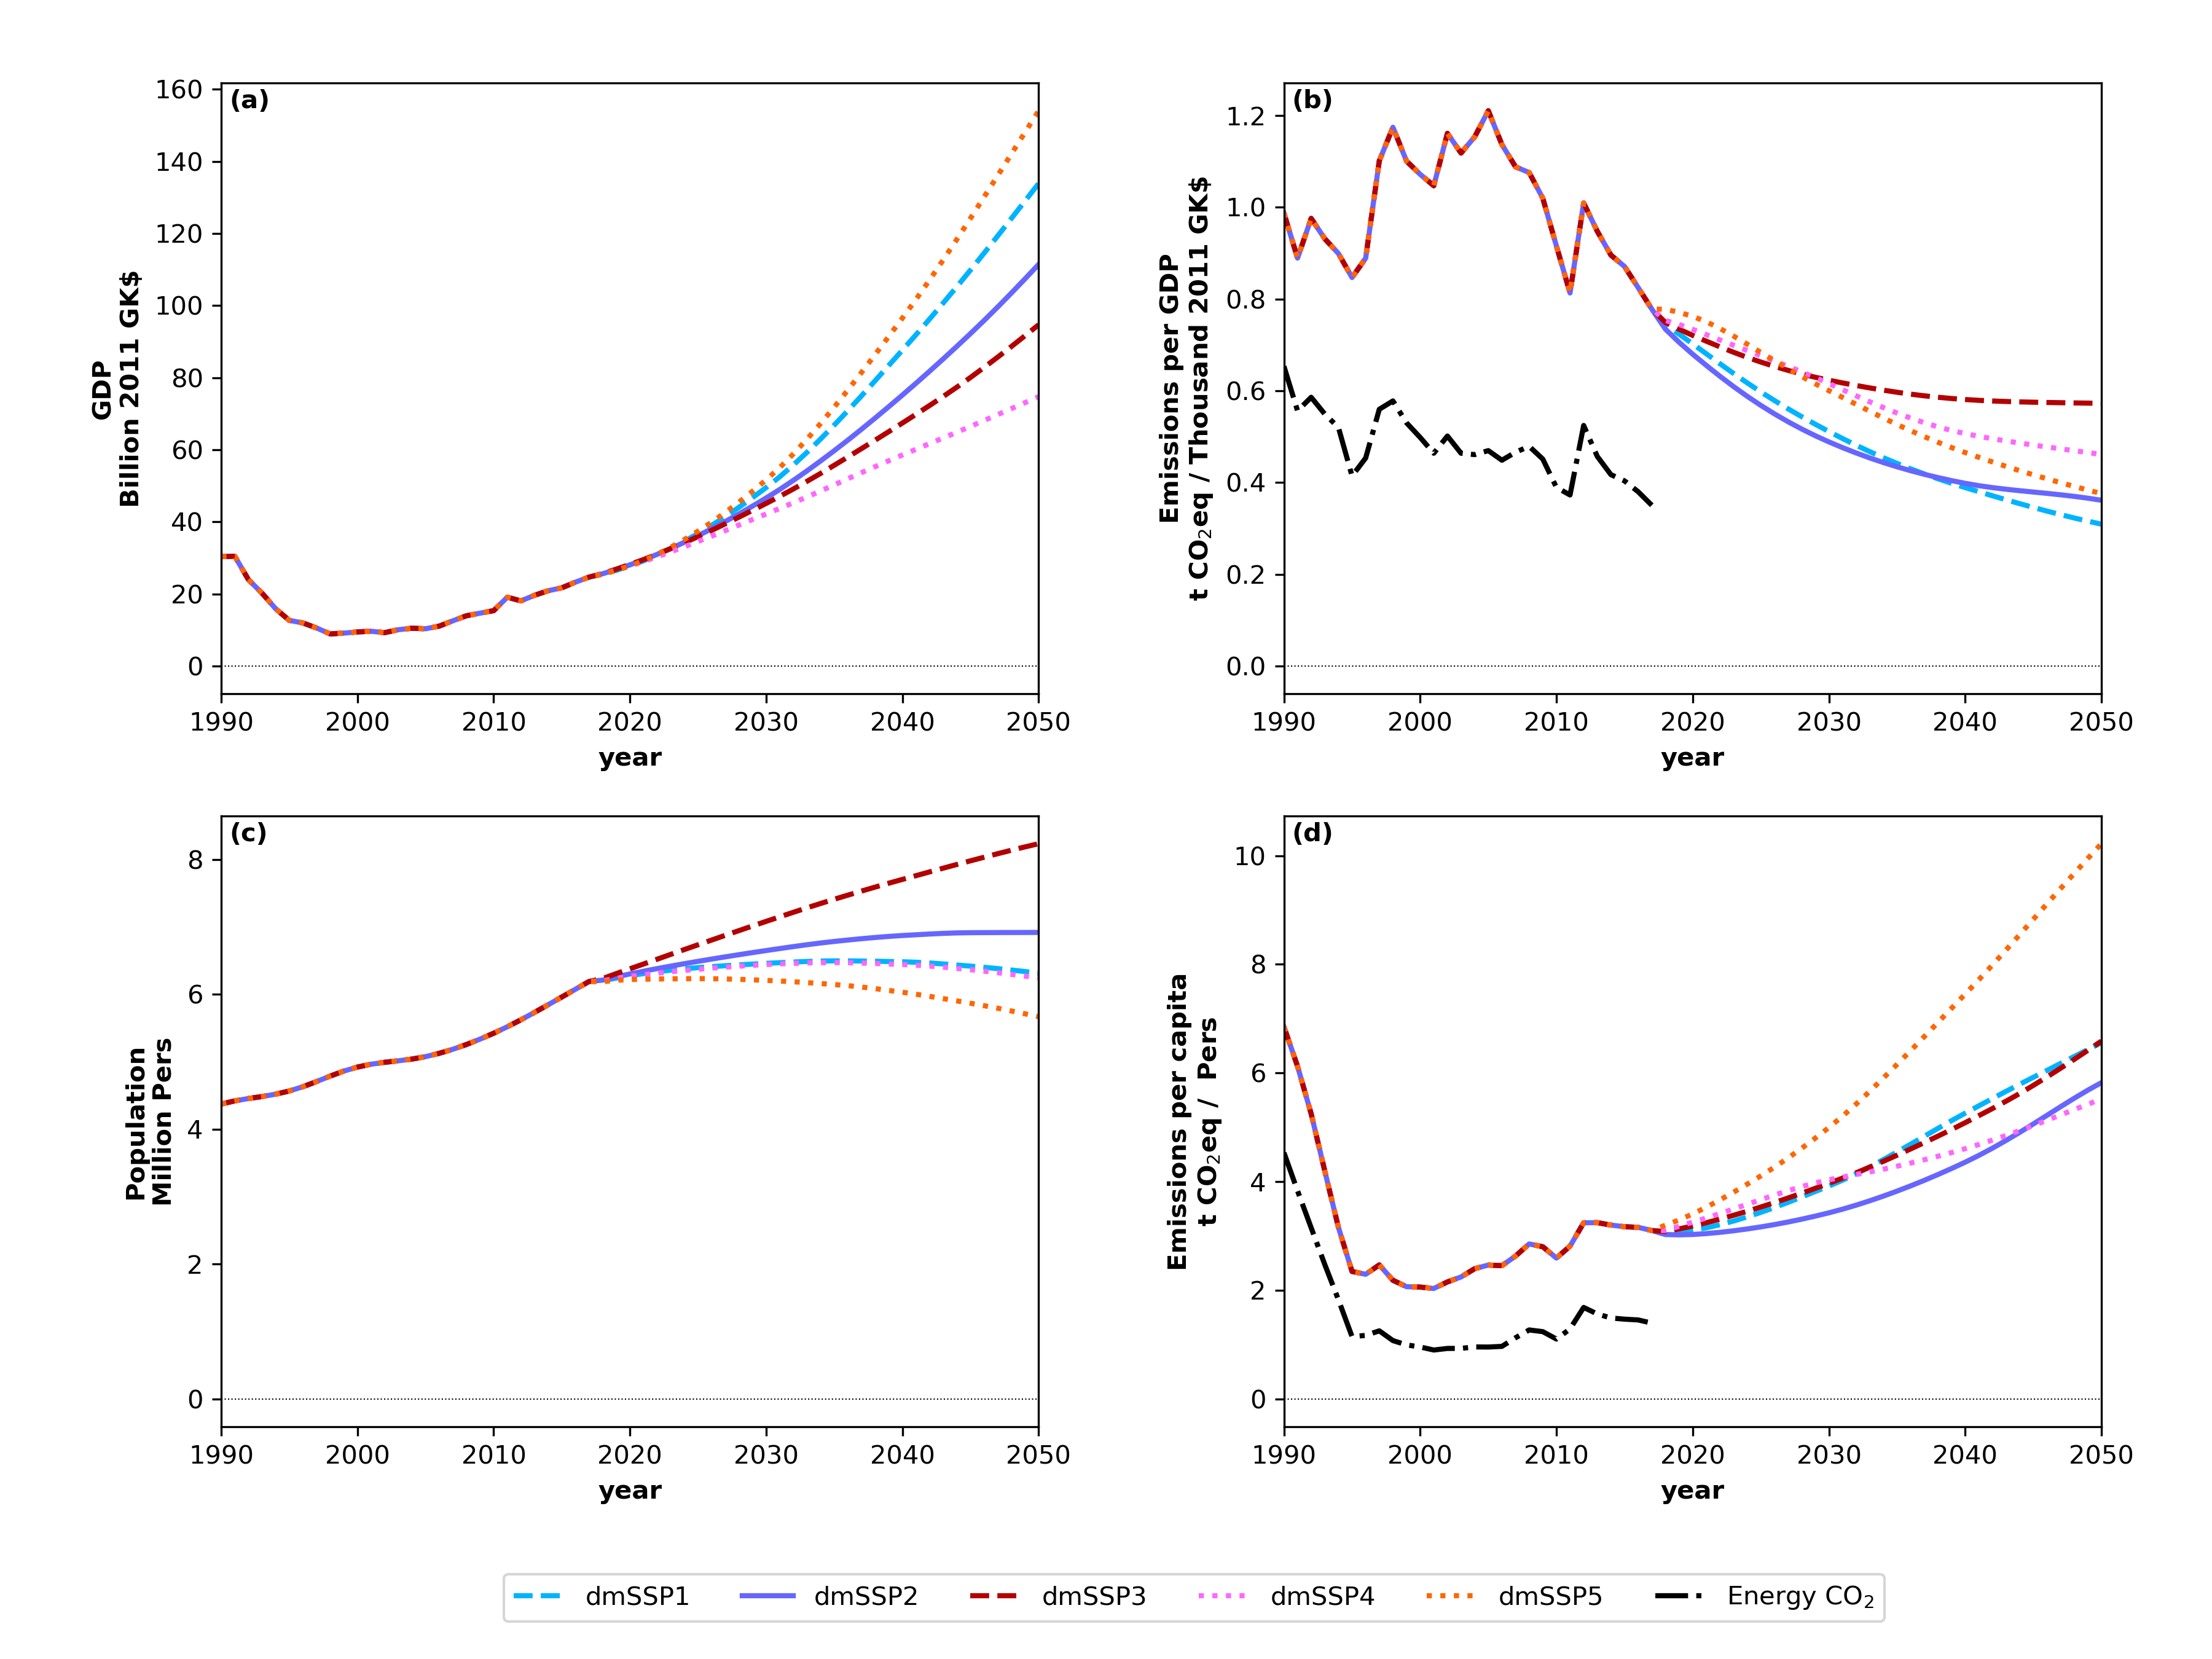 (a)
160
140
120
100
80
60
40
20
0
GDP
Billion 2011 GK$
1990 2000 2010 2020 2030 2040 2050
year
(b)
1.2
1.0
0.8
0.6
0.4
0.2
0.0
Emissions per GDP
t CO₂eq / Thousand 2011 GK$
1990 2000 2010 2020 2030 2040 2050
year
(c)
8
6
4
2
0
Population
Million Pers
1990 2000 2010 2020 2030 2040 2050
year
(d)
10
8
6
4
2
0
Emissions per capita
t CO₂eq / Pers
1990 2000 2010 2020 2030 2040 2050
year
dmSSP1 dmSSP2 dmSSP3 dmSSP4 dmSSP5 Energy CO₂